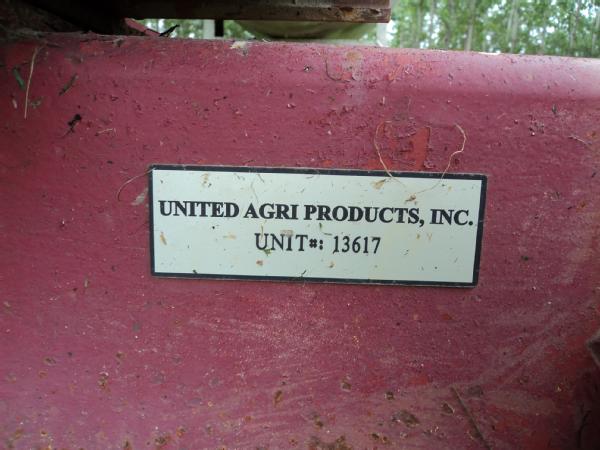 UNITED AGRI PRODUCTS, INC.
UNIT#: 13617